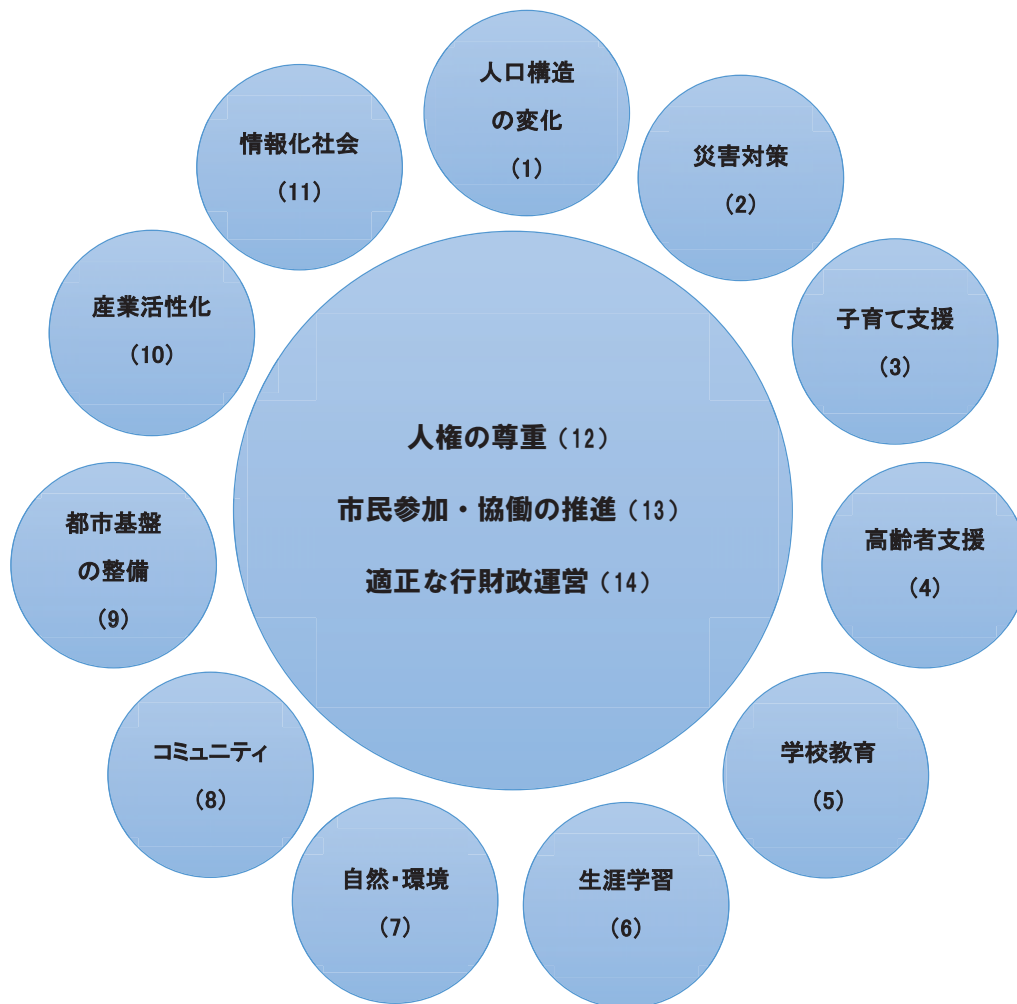 人口構造
の変化
（1）
災害対策
（2）
子育て支援
（3）
高齢者支援
（4）
学校教育
（5）
生涯学習
（6）
自然・環境
（7）
コミュニティ
（8）
都市基盤
の整備
（9）
産業活性化
（10）
情報化社会
（11）
人権の尊重（12）
市民参加・協働の推進（13）
適正な行財政運営（14）